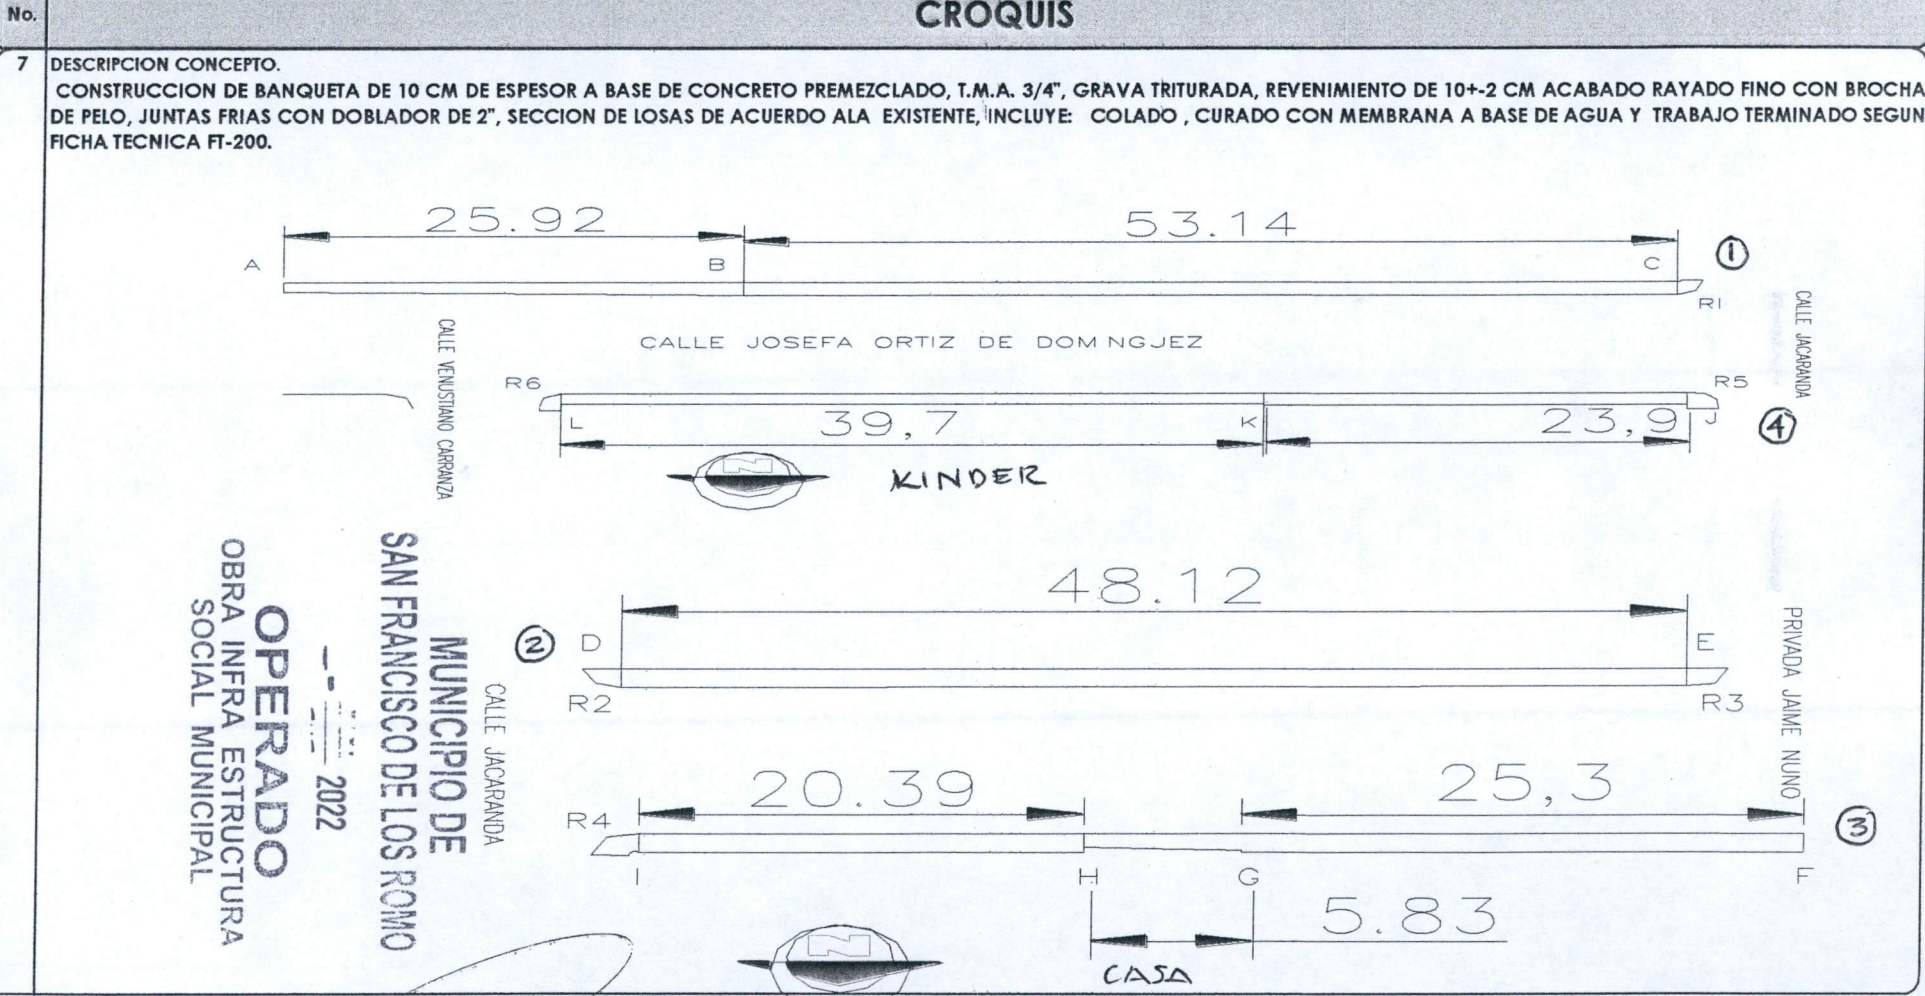 No.
CROQUIS
7
DESCRIPCION CONCEPTO.
CONSTRUCCION DE BANQUETA DE 10 CM DE ESPESOR A BASE DE CONCRETO PREMEZCLADO, T.M.A. 3/4", GRAVA TRITURADA, REVENIMIENTO DE 10+-2 CM ACABADO RAYADO FINO CON BROCHA
DE PELO, JUNTAS FRIAS CON DOBLADOR DE 2", SECCION DE LOSAS DE ACUERDO ALA EXISTENTE, INCLUYE: COLADO , CURADO CON MEMBRANA A BASE DE AGUA Y TRABAJO TERMINADO SEGUN
FICHA TECNICA FT-200.
25.92
53.14
A
B
C
1
R1
CALLE JOSEFA ORTIZ DE DOM NGJEZ
CALLE VENUSTIANO CARRANZA
CALLE JACARANDA
R6
R5
L
39,7
K
23,9
J
4
N
KINDER
48.12
2
D
E
R2
R3
PRIVADA JAIME NUNO
CALLE JACARANDA
20.39
25,3
R4
3
I
H
G
F
5.83
N
CASA
MUNICIPIO DE
SAN FRANCISCO DE LOS ROMO
2022
OPERADO
OBRA INFRA ESTRUCTURA
SOCIAL MUNICIPAL